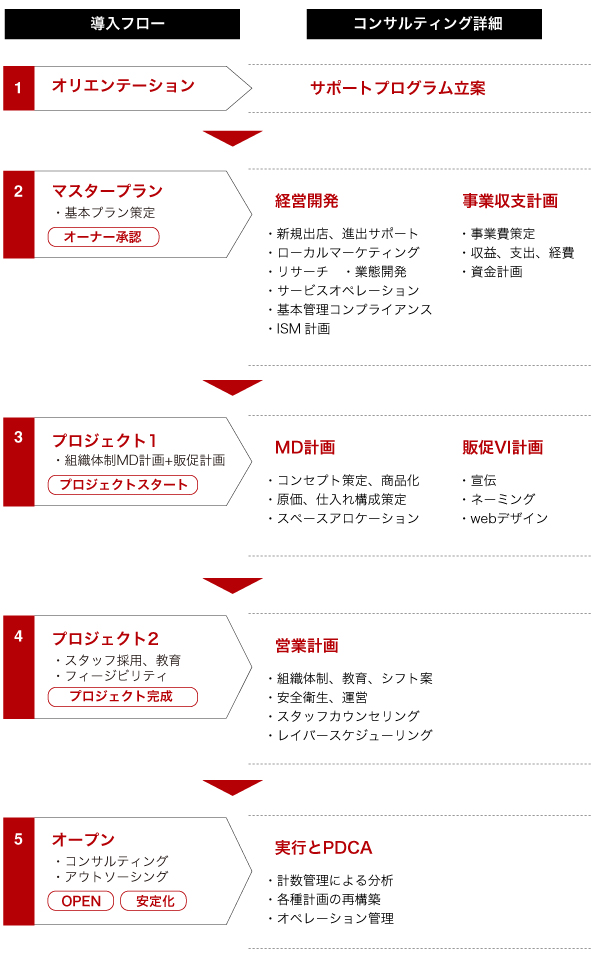 導入フロー
コンサルティング詳細
1
オリエンテーション
サポートプログラム立案
2
マスタープラン
・基本プラン策定
オーナー承認
経営開発
・新規出店、進出サポート
・ローカルマーケティング
・リサーチ ・業態開発
・サービスオペレーション
・基本管理コンプライアンス
・ISM 計画
事業収支計画
・事業費策定
・収益、支出、経費
・資金計画
3
プロジェクト1
・組織体制MD計画+販促計画
プロジェクトスタート
MD計画
・コンセプト策定、商品化
・原価、仕入れ構成策定
・スペースアロケーション
販促VI計画
・宣伝
・ネーミング
・webデザイン
4
プロジェクト2
・スタッフ採用、教育
・フィージビリティ
プロジェクト完成
営業計画
・組織体制、教育、シフト案
・安全衛生、運営
・スタッフカウンセリング
・レイバースケジューリング
5
オープン
・コンサルティング
・アウトソーシング
OPEN 安定化
実行とPDCA
・計数管理による分析
・各種計画の再構築
・オペレーション管理